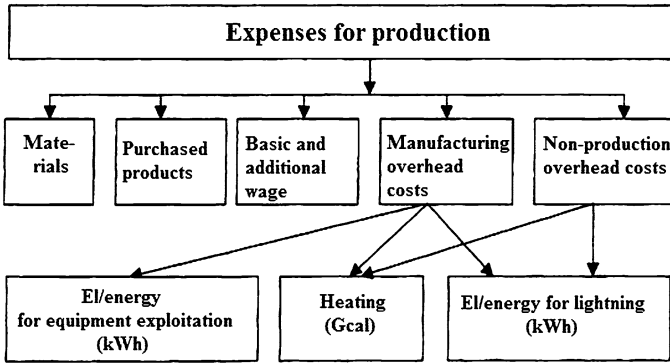 Expenses for production
Mate-
rials
Purchased
products
Basic and
additional
wage
Manufacturing
overhead
costs
Non-production
overhead costs
El/energy
for equipment exploitation
(kWh)
Heating
(Gcal)
El/energy for lightning
(kWh)